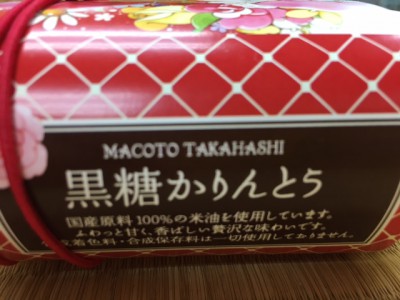 MACOTO TAKAHASHI
黒糖かりんとう
国産原料100%の米油を使用しています。
ふわっと甘く、香ばしい贅沢な味わいです。
着色料・合成保存料は一切使用しておりません。